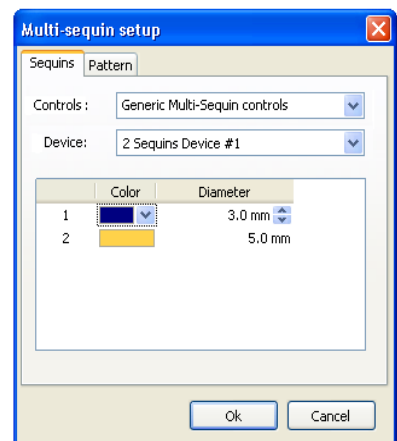 Multi-sequin setup
Sequins Pattern
Controls : Generic Multi-Sequin controls
Device: 2 Sequins Device #1
Color Diameter
1 3.0 mm
2 5.0 mm
Ok Cancel